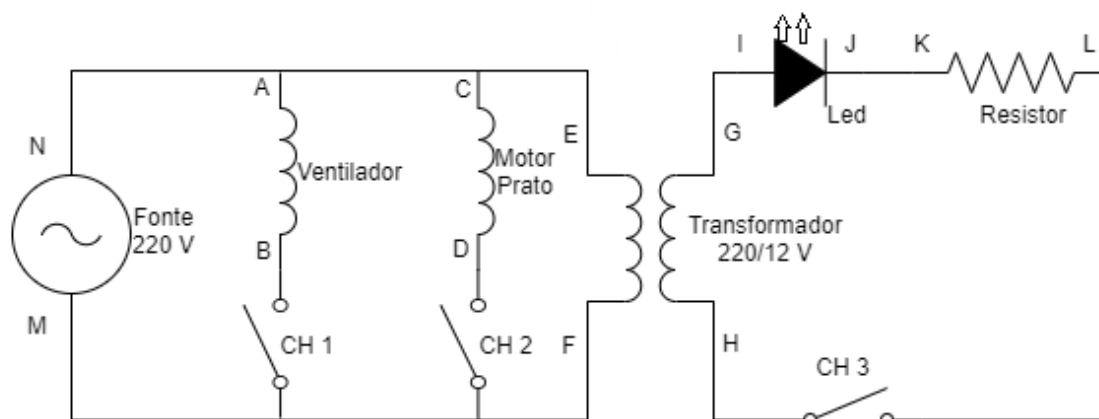 I
J
K
L
A
C
Led
Resistor
N
E
G
Ventilador
Motor
Prato
Fonte
220 V
Transformador
220/12 V
B
D
M
CH 1
CH 2
F
H
CH 3